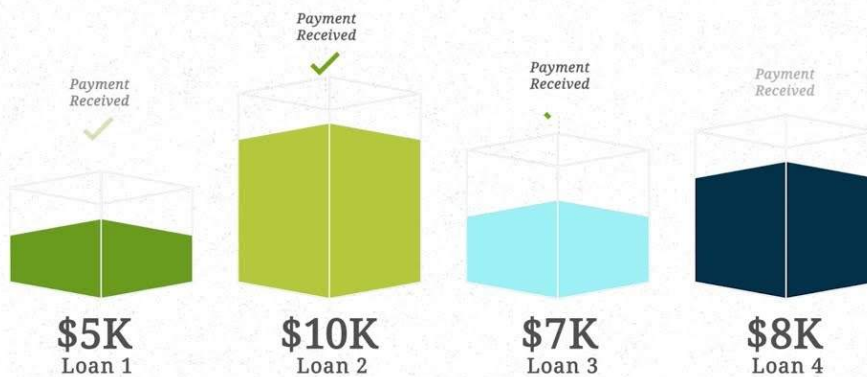 Payment
Received
Payment
Received
Payment
Received
Payment
Received
$5K
Loan 1
$10K
Loan 2
$7K
Loan 3
$8K
Loan 4